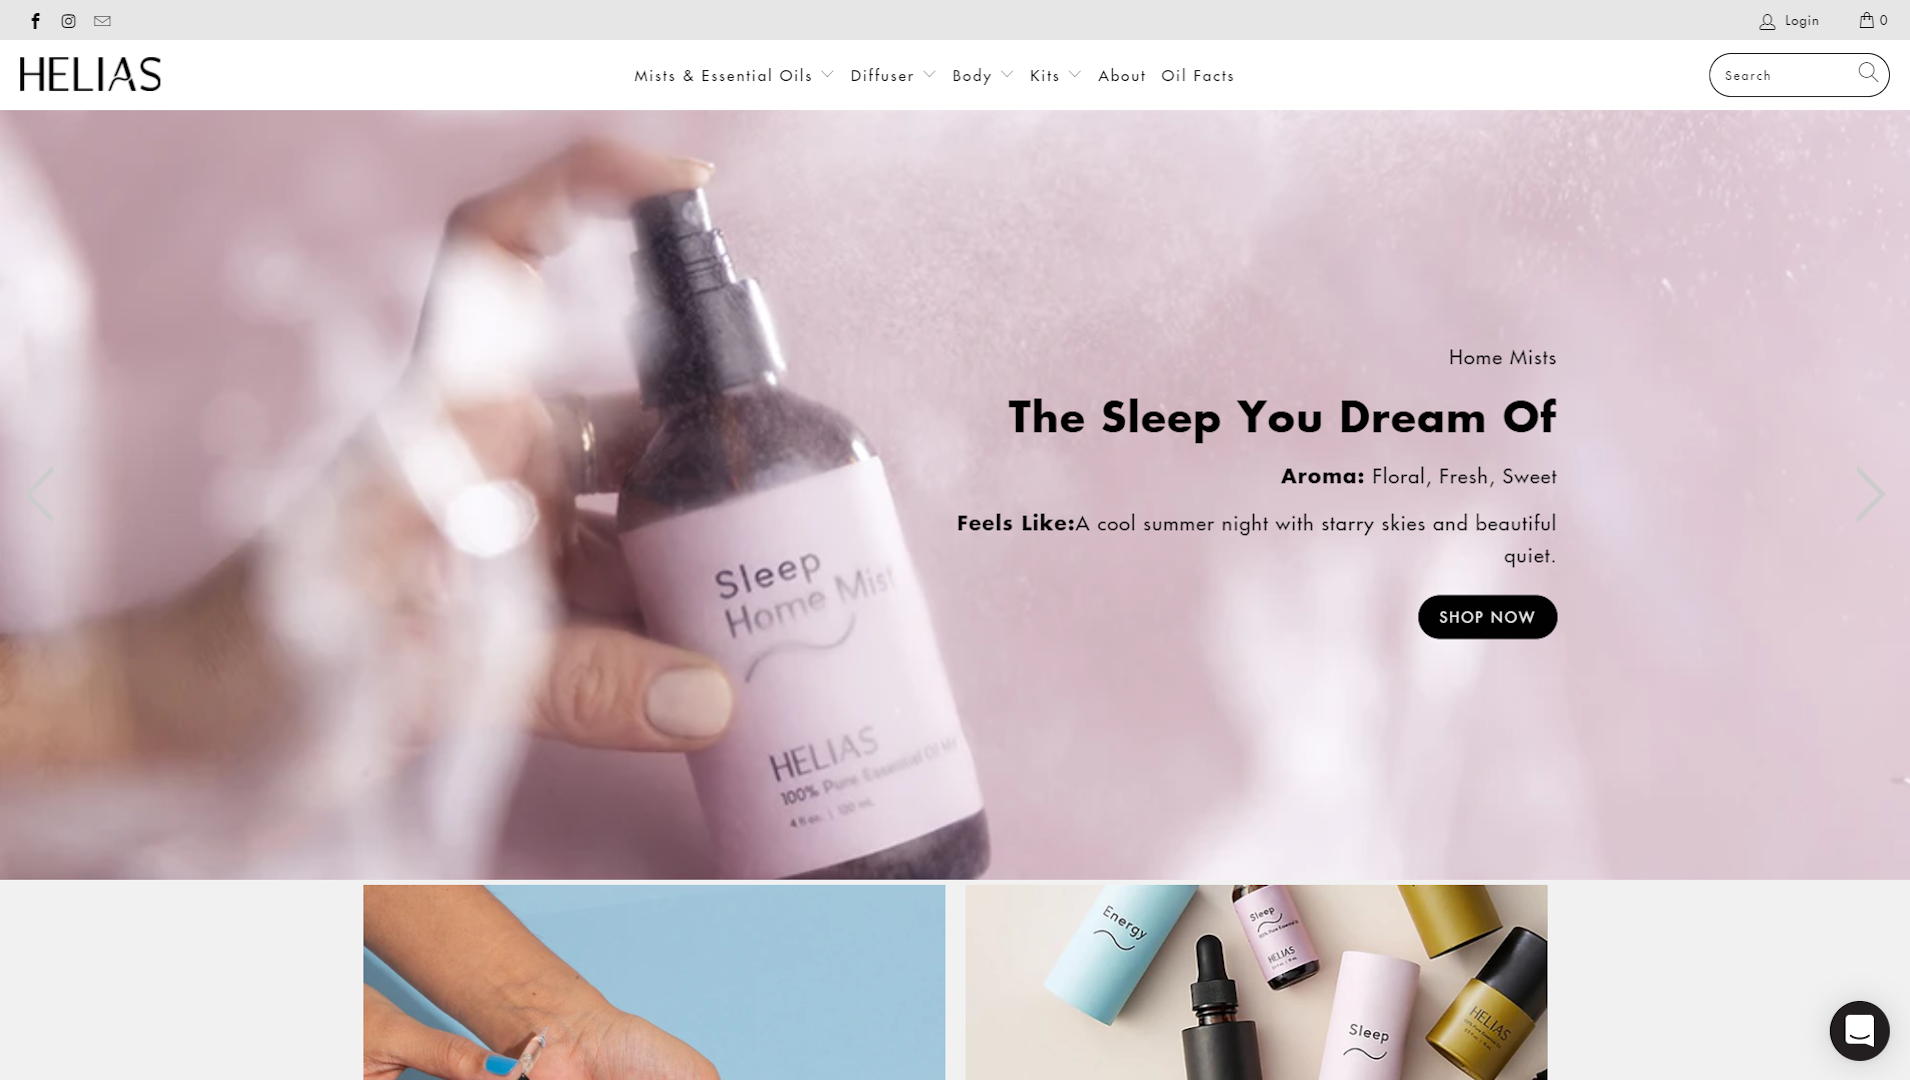 Login
0
HELIAS
Mists & Essential Oils
Diffuser
Body
Kits
About
Oil Facts
Search
Home Mists
The Sleep You Dream Of
Aroma: Floral, Fresh, Sweet
Feels Like:A cool summer night with starry skies and beautiful
quiet.
SHOP NOW
Sleep
Home Mist
HELIAS
100% Pure Essential Oil
4 fl oz. | 120 mL
Energy
Sleep
HELIAS
Sleep
HELIAS